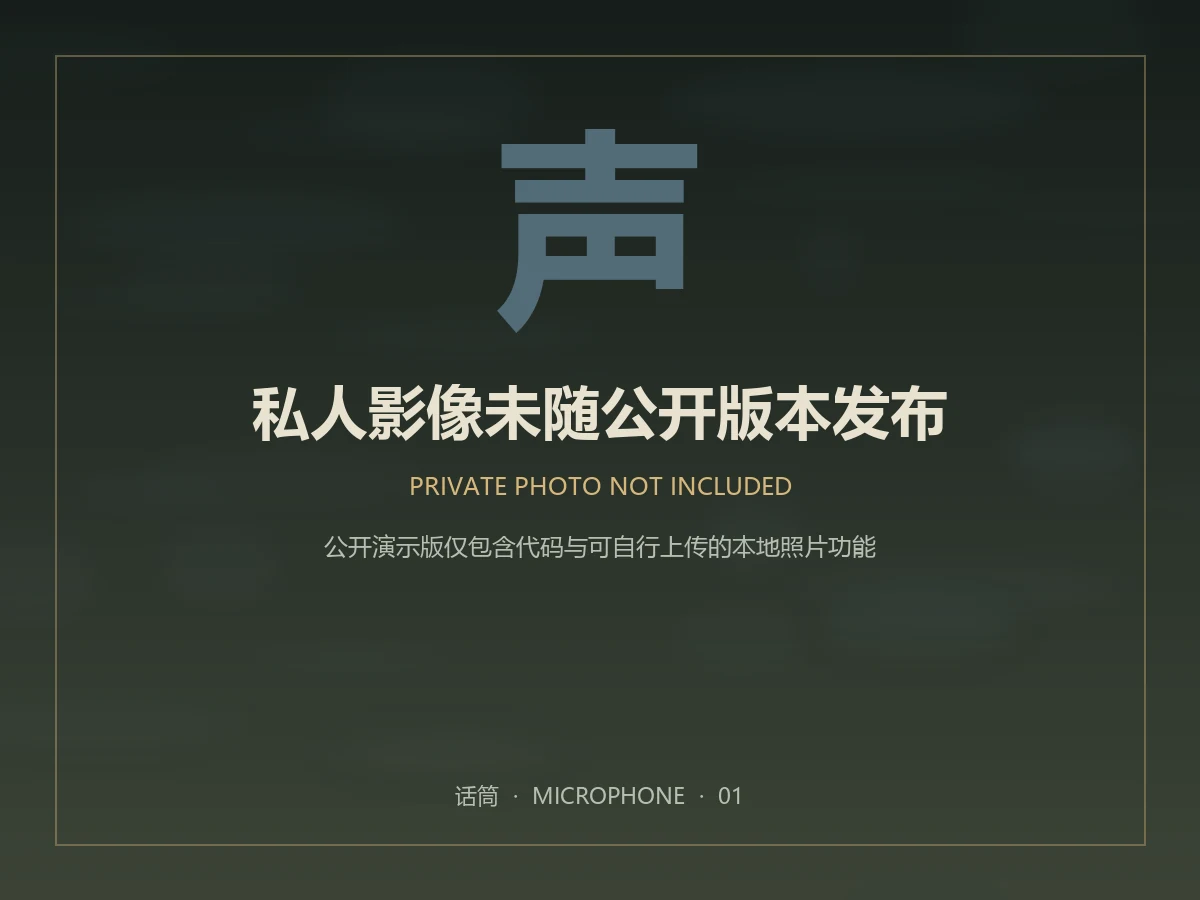 声
私人影像未随公开版本发布
PRIVATE PHOTO NOT INCLUDED
公开演示版仅包含代码与可自行上传的本地照片功能
话筒 · MICROPHONE · 01